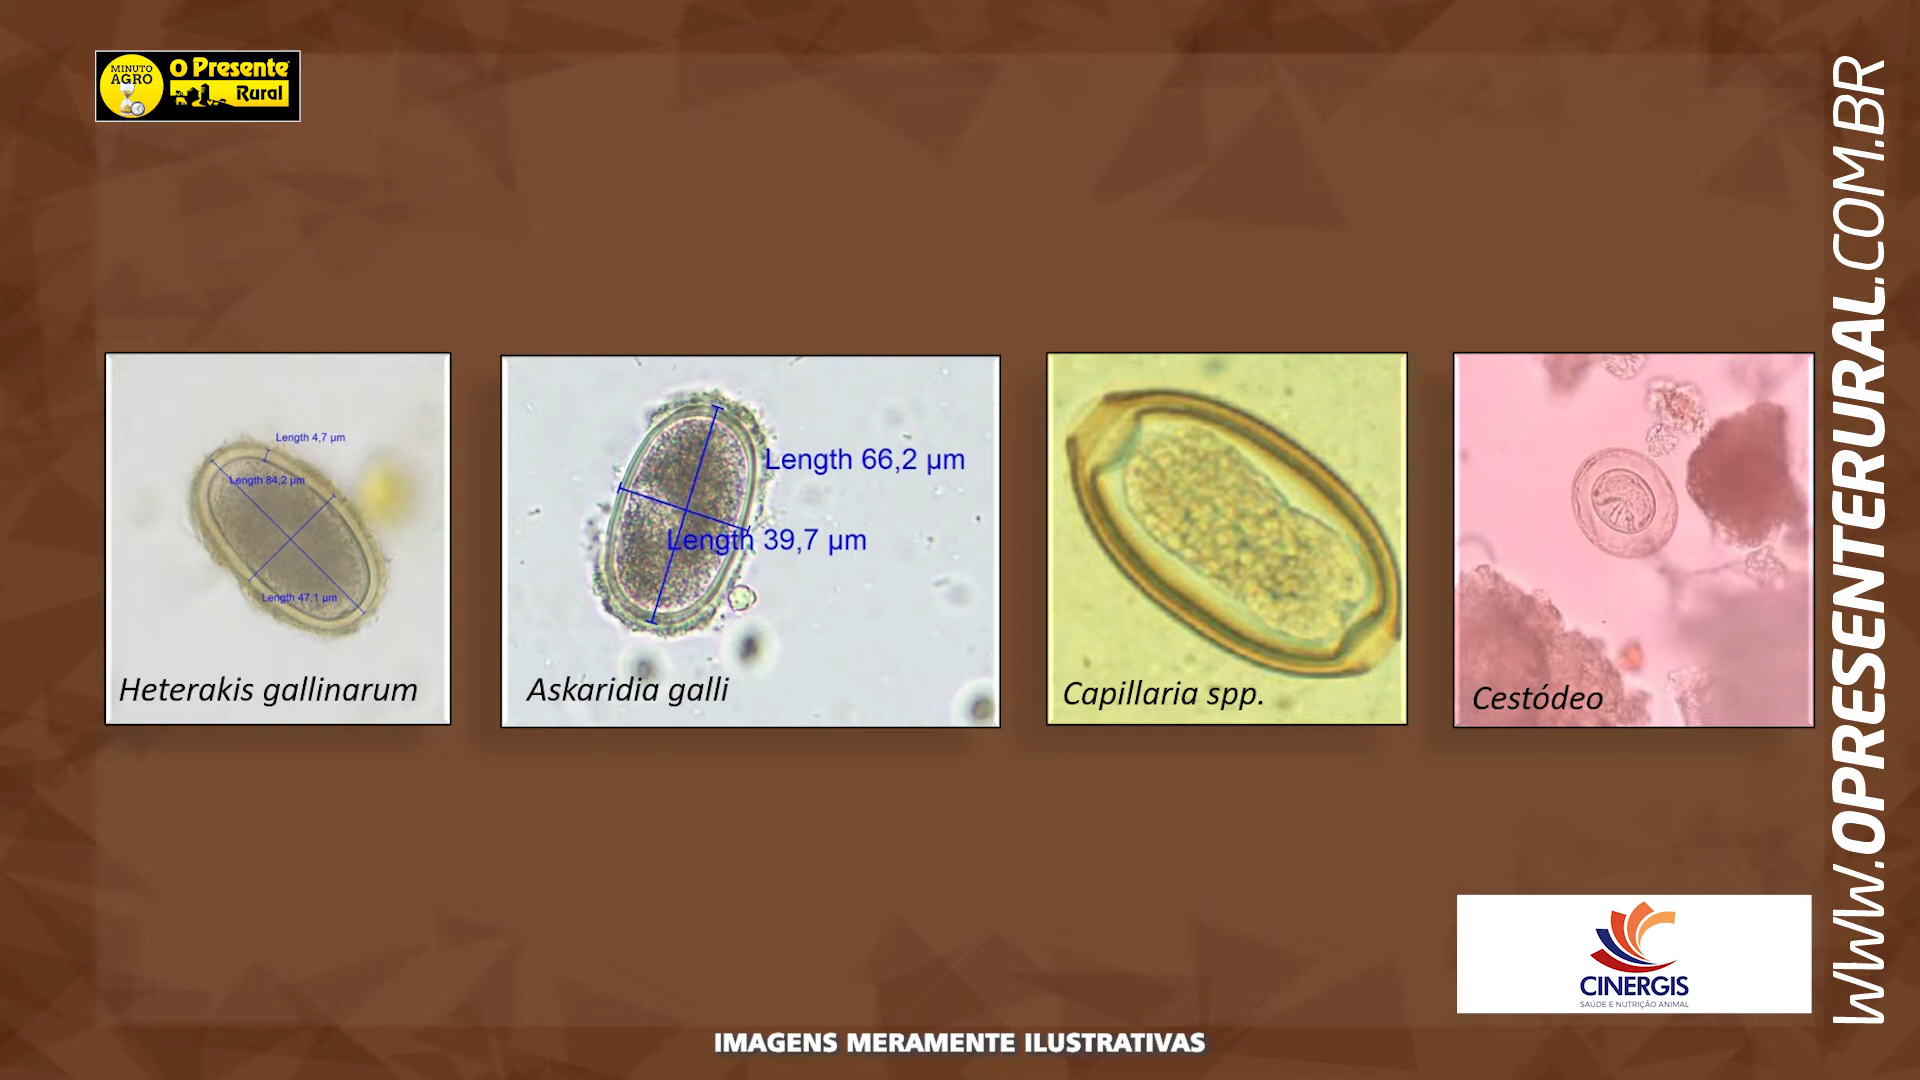 MINUTO
AGRO
O Presente
Rural
Length 4,7 µm
Length 84,2 µm
Length 47,1 µm
Heterakis gallinarum
Length 66,2 µm
Length 39,7 µm
Askaridia galli
Capillaria spp.
Cestódeo
WWW.OPRESENTERURAL.COM.BR
CINERGIS
SAÚDE E NUTRIÇÃO ANIMAL
IMAGENS MERAMENTE ILUSTRATIVAS